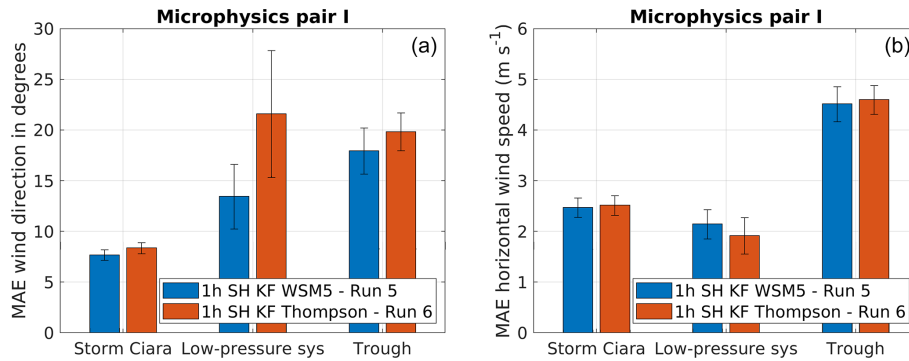 Microphysics pair I
(a)
MAE wind direction in degrees
30
25
20
15
10
5
0
1h SH KF WSM5 - Run 5
1h SH KF Thompson - Run 6
Storm Ciara Low-pressure sys Trough
Microphysics pair I
(b)
MAE horizontal wind speed (m s⁻¹)
6
5
4
3
2
1
0
1h SH KF WSM5 - Run 5
1h SH KF Thompson - Run 6
Storm Ciara Low-pressure sys Trough